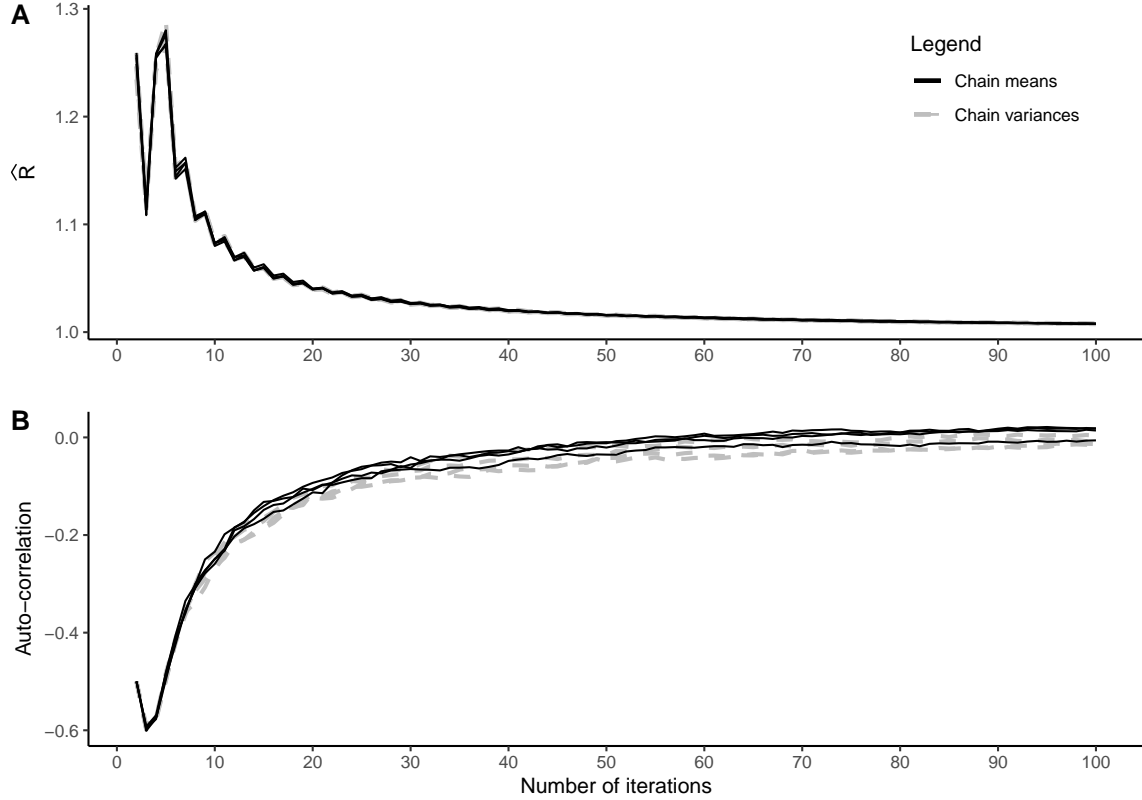 A
1.3
1.2
1.1
1.0
R̂
Legend
Chain means
Chain variances
0 10 20 30 40 50 60 70 80 90 100
B
0.0
−0.2
−0.4
−0.6
Auto−correlation
0 10 20 30 40 50 60 70 80 90 100
Number of iterations